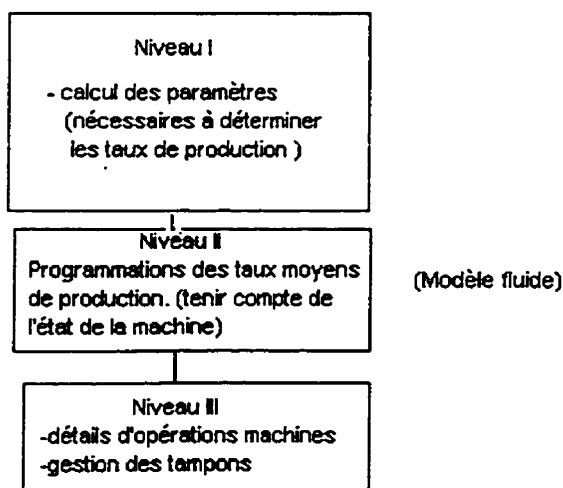 Niveau I
- calcul des paramètres
(nécessaires à déterminer
les taux de production )
Niveau II
Programmations des taux moyens
de production. (tenir compte de
l'état de la machine)
(Modèle fluide)
Niveau III
-détails d'opérations machines
-gestion des tampons